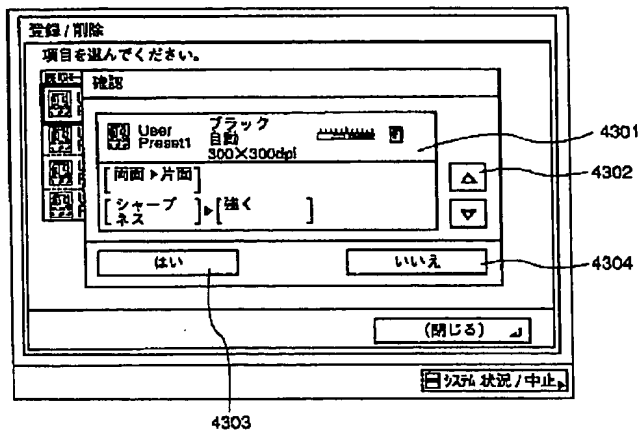 登録/削除
項目を選んでください。
確認
User Preset1
ブラック
自動
300×300dpi
[両面▶片面]
[シャープネス]▶[強く]
はい
いいえ
(閉じる)
システム状況/中止
4301
4302
4304
4303